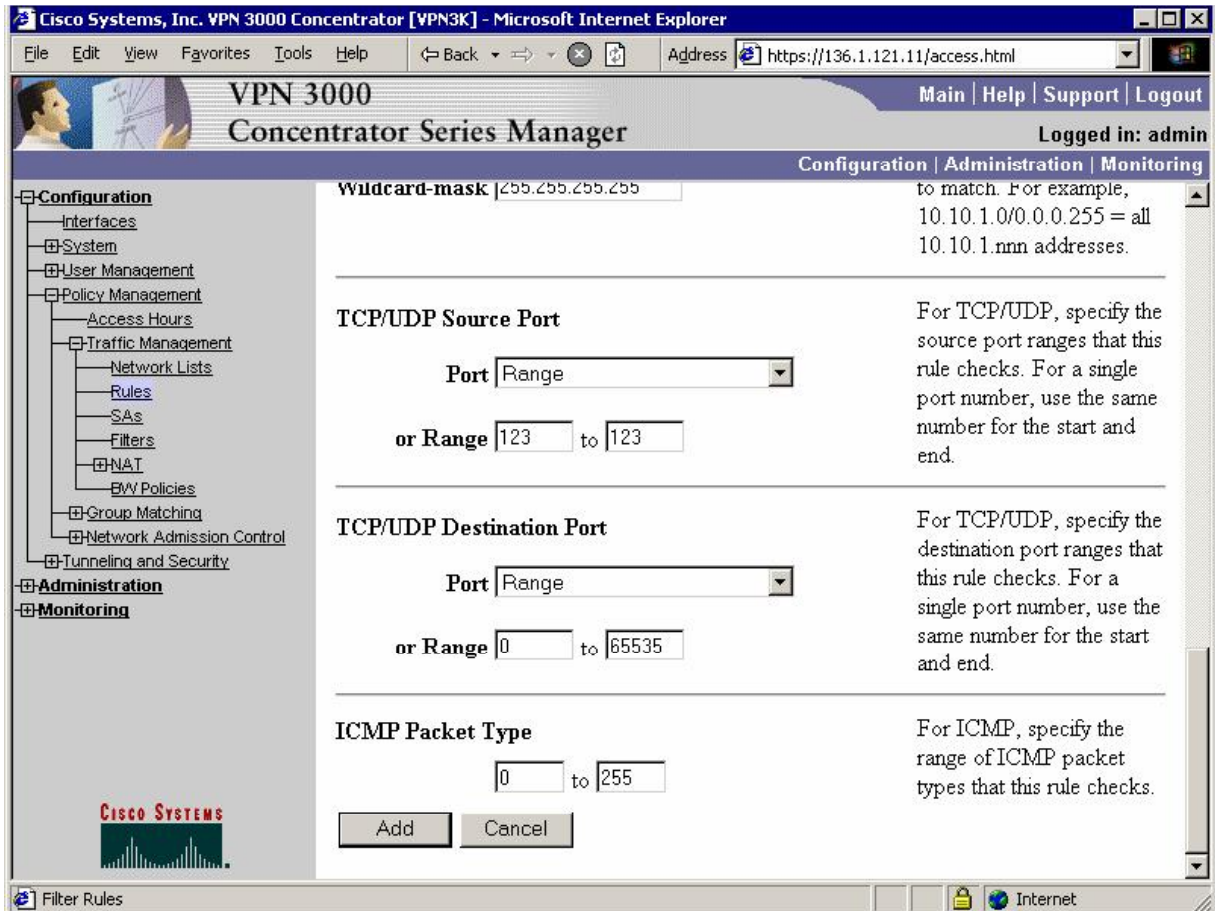 Cisco Systems, Inc. VPN 3000 Concentrator [VPN3K] - Microsoft Internet Explorer
File Edit View Favorites Tools Help Back Address https://136.1.121.11/access.html
VPN 3000
Concentrator Series Manager
Main | Help | Support | Logout
Logged in: admin
Configuration | Administration | Monitoring
Configuration
Interfaces
System
User Management
Policy Management
Access Hours
Traffic Management
Network Lists
Rules
SAs
Filters
NAT
BW Policies
Group Matching
Network Admission Control
Tunneling and Security
Administration
Monitoring
CISCO SYSTEMS
Wildcard-mask 255.255.255.255
to match. For example,
10.10.1.0/0.0.0.255 = all
10.10.1.nnn addresses.
TCP/UDP Source Port
Port Range
or Range 123 to 123
For TCP/UDP, specify the
source port ranges that this
rule checks. For a single
port number, use the same
number for the start and
end.
TCP/UDP Destination Port
Port Range
or Range 0 to 65535
For TCP/UDP, specify the
destination port ranges that
this rule checks. For a
single port number, use the
same number for the start
and end.
ICMP Packet Type
0 to 255
For ICMP, specify the
range of ICMP packet
types that this rule checks.
Add Cancel
Filter Rules Internet